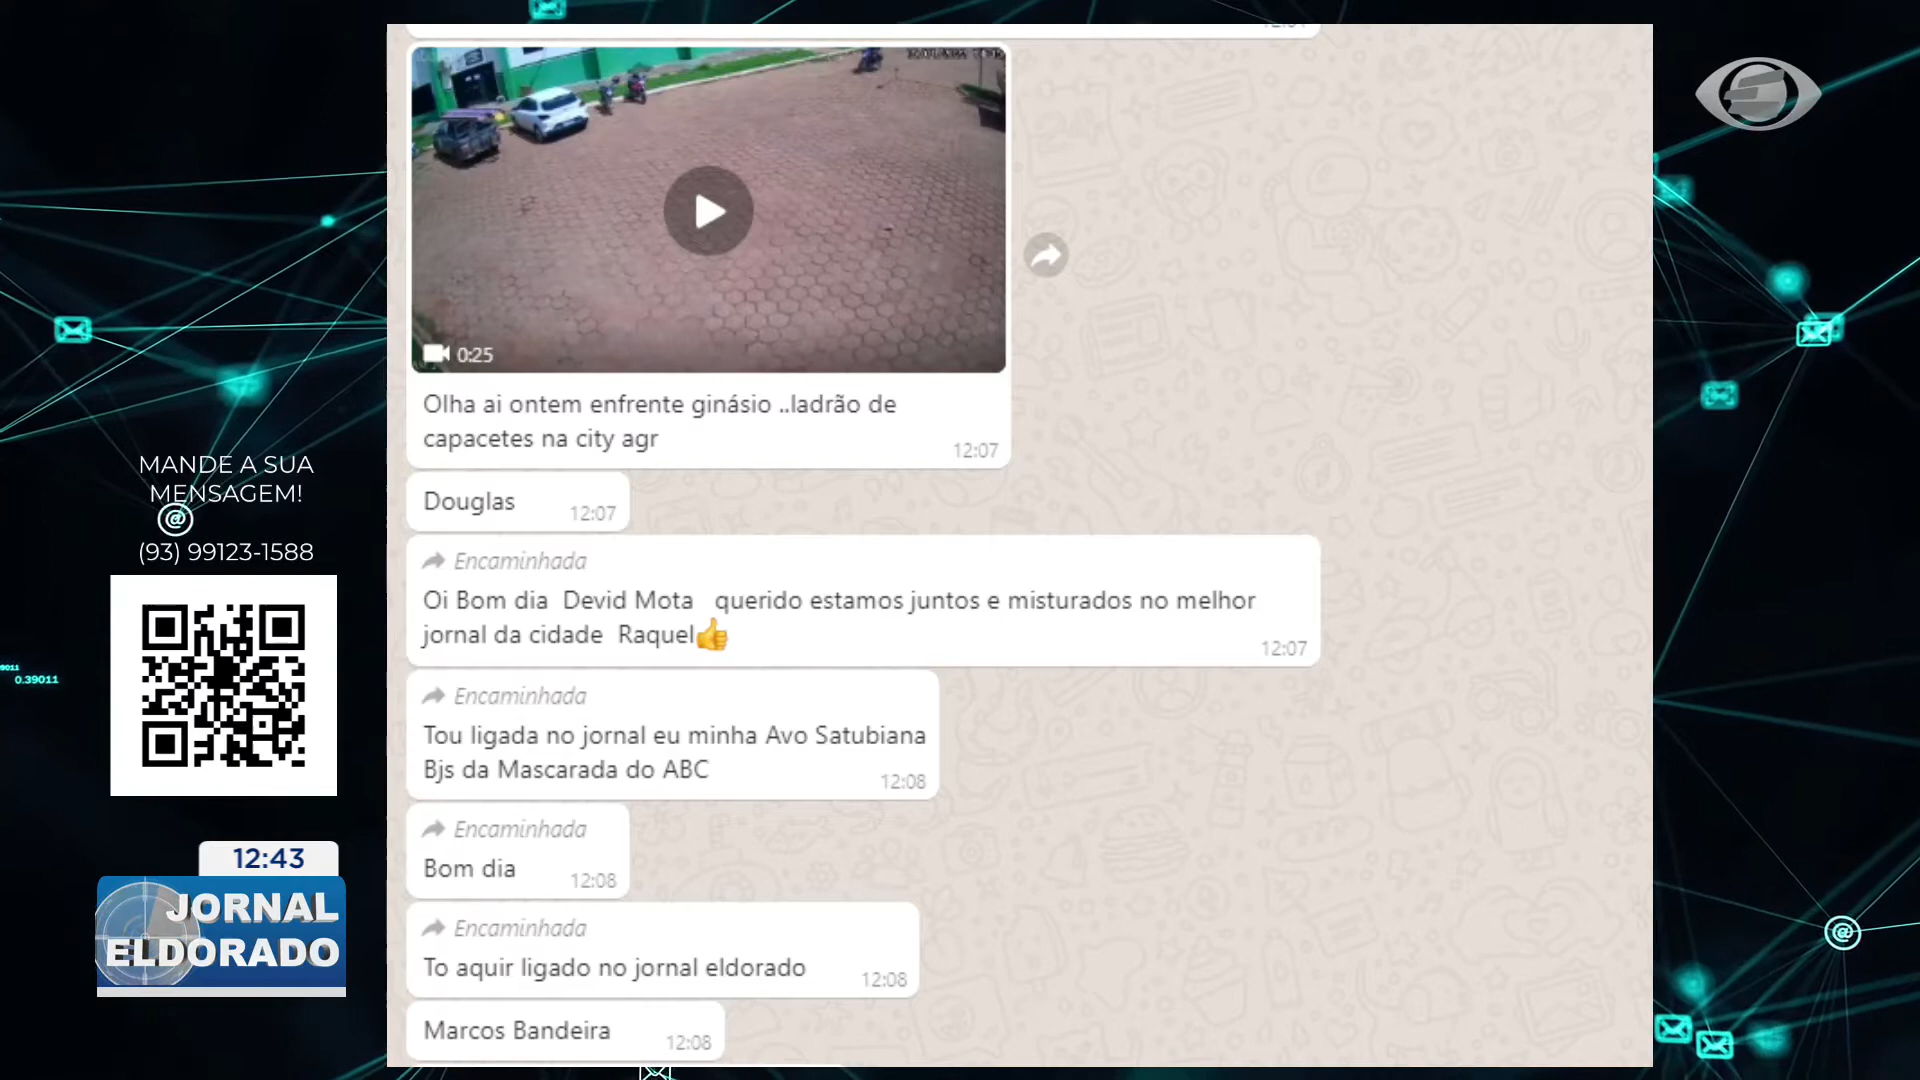 Olha ai ontem enfrente ginásio ..ladrão de
capacetes na city agr
12:07
0:25
Douglas
12:07
Encaminhada
Oi Bom dia Devid Mota querido estamos juntos e misturados no melhor
jornal da cidade Raquel👍
12:07
Encaminhada
Tou ligada no jornal eu minha Avo Satubiana
Bjs da Mascarada do ABC
12:08
Encaminhada
Bom dia
12:08
Encaminhada
To aquir ligado no jornal eldorado
12:08
Marcos Bandeira
12:08
MANDE A SUA
MENSAGEM!
(93) 99123-1588
0.39011
12:43
JORNAL
ELDORADO